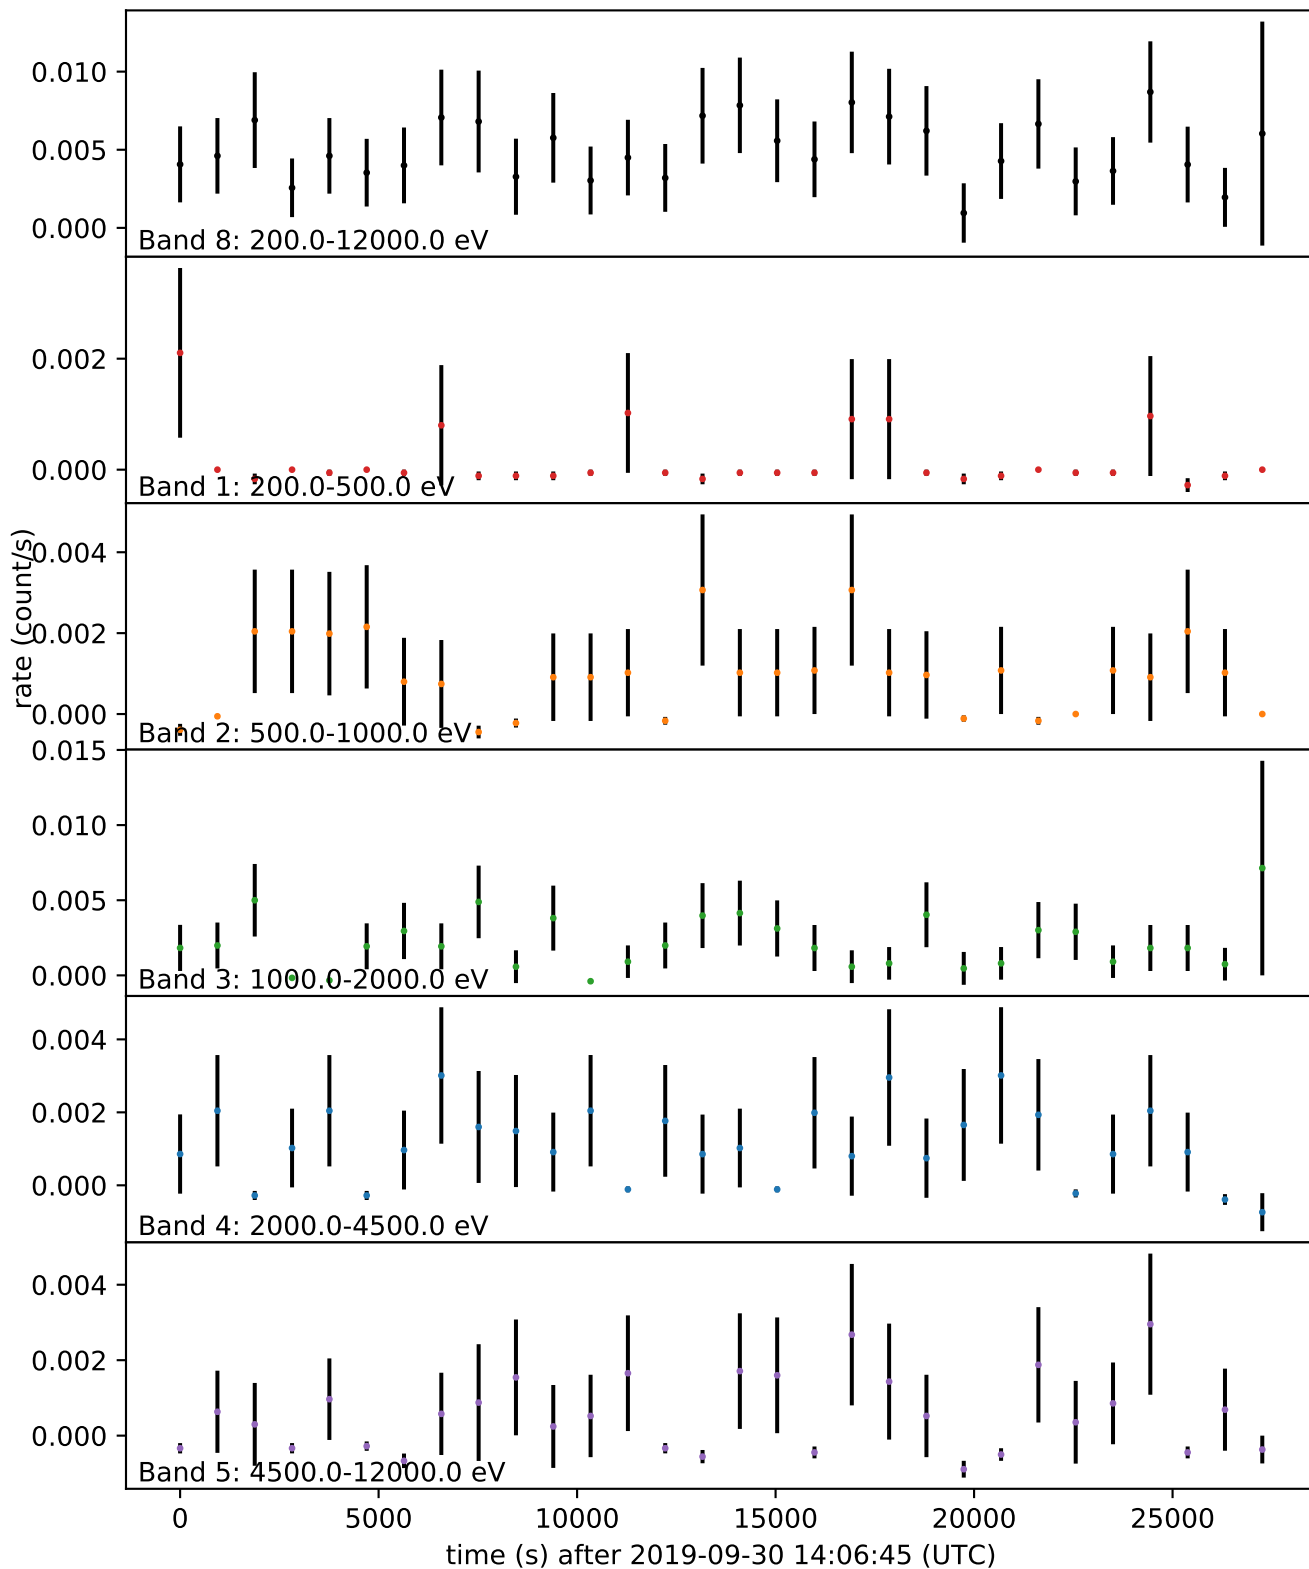 0.010
0.005
0.000
Band 8: 200.0-12000.0 eV
0.002
0.000
Band 1: 200.0-500.0 eV
rate (count/s)
0.004
0.002
0.000
Band 2: 500.0-1000.0 eV
0.015
0.010
0.005
0.000
Band 3: 1000.0-2000.0 eV
0.004
0.002
0.000
Band 4: 2000.0-4500.0 eV
0.004
0.002
0.000
Band 5: 4500.0-12000.0 eV
0 5000 10000 15000 20000 25000
time (s) after 2019-09-30 14:06:45 (UTC)